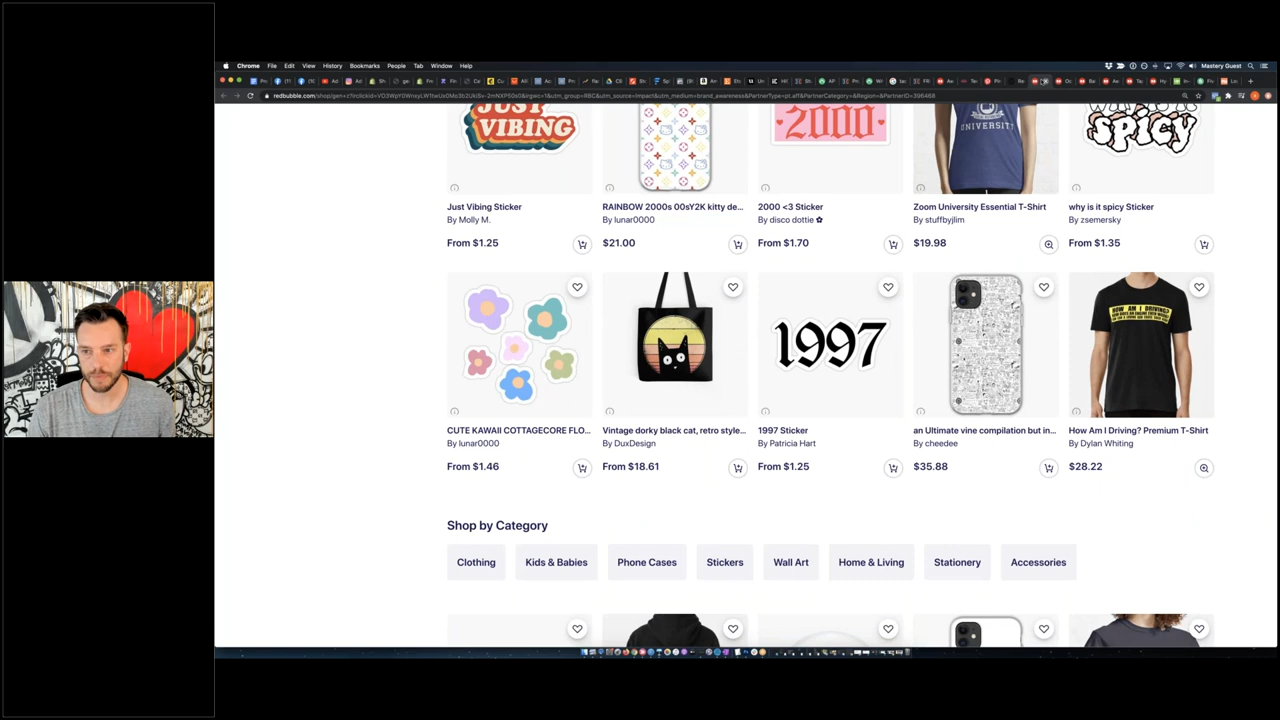 Chrome File Edit View History Bookmarks People Tab Window Help
Mastery Guest
JUST
VIBING
2000
UNIVERSITY
spicy
Just Vibing Sticker
By Molly M.
From $1.25
RAINBOW 2000s 00sY2K kitty de...
By lunar0000
$21.00
2000 <3 Sticker
By disco dottie ✿
From $1.70
Zoom University Essential T-Shirt
By stuffbyjlim
$19.98
why is it spicy Sticker
By zsemersky
From $1.35
1997
HOW AM I DRIVING?
CUTE KAWAII COTTAGECORE FLO...
By lunar0000
From $1.46
Vintage dorky black cat, retro style...
By DuxDesign
From $18.61
1997 Sticker
By Patricia Hart
From $1.25
an Ultimate vine compilation but in...
By cheedee
$35.88
How Am I Driving? Premium T-Shirt
By Dylan Whiting
$28.22
Shop by Category
Clothing
Kids & Babies
Phone Cases
Stickers
Wall Art
Home & Living
Stationery
Accessories